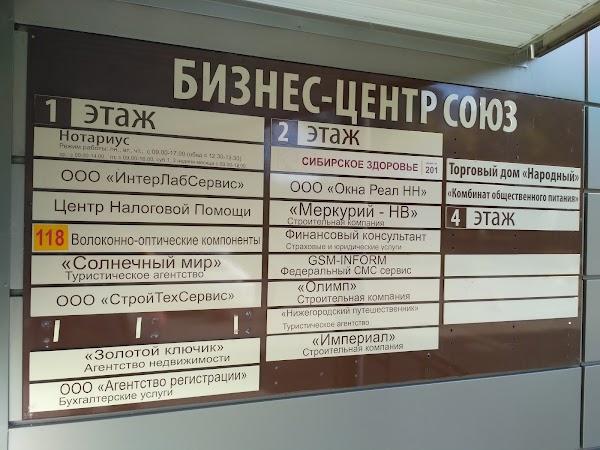 БИЗНЕС-ЦЕНТР СОЮЗ
1 этаж
Нотариус
ООО «ИнтерЛабСервис»
Центр Налоговой Помощи
118 Волоконно-оптические компоненты
«Солнечный мир»
Туристическое агентство
ООО «СтройТехСервис»
«Золотой ключик»
Агентство недвижимости
ООО «Агентство регистрации»
Бухгалтерские услуги
2 этаж
СИБИРСКОЕ ЗДОРОВЬЕ 201
ООО «Окна Реал НН»
«Меркурий - НВ»
Строительная компания
Финансовый консультант
Страховые и юридические услуги
GSM-INFORM
Федеральный СМС сервис
«Олимп»
Строительная компания
«Нижегородский путешественник»
Туристическое агентство
«Империал»
Строительная компания
Торговый дом «Народный»
«Комбинат общественного питания»
4 этаж